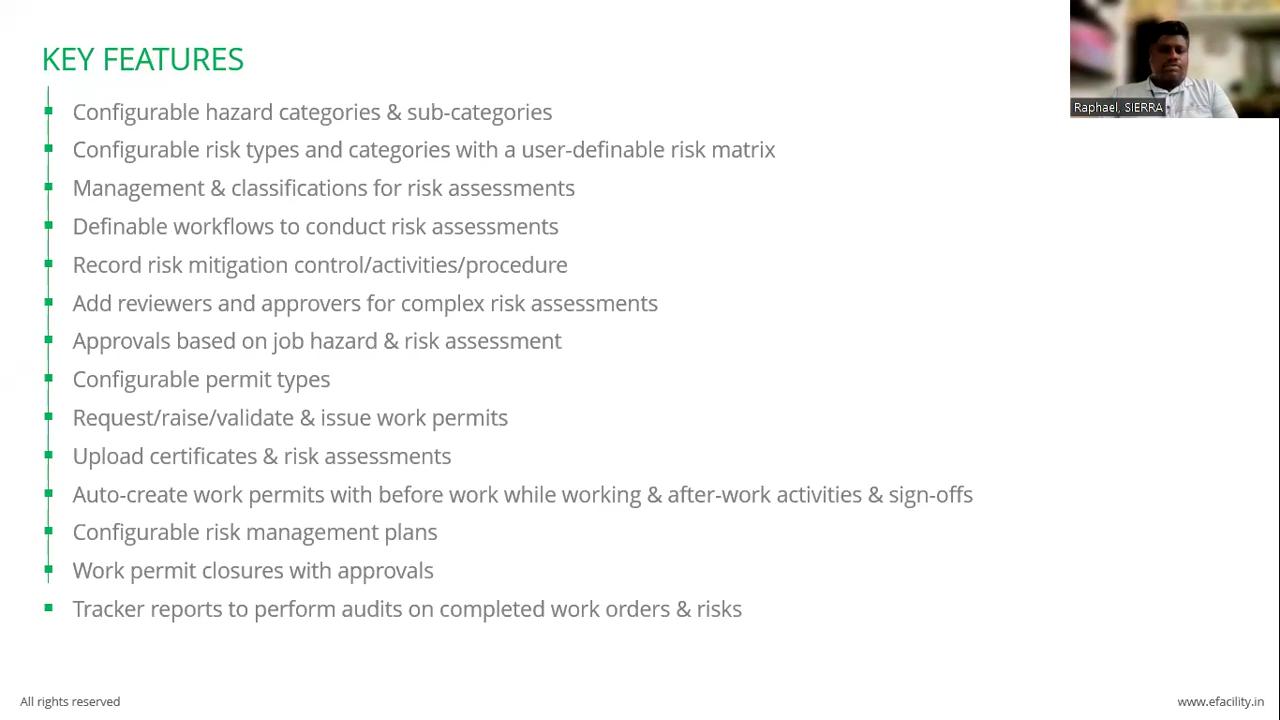 KEY FEATURES
Configurable hazard categories & sub-categories
Configurable risk types and categories with a user-definable risk matrix
Management & classifications for risk assessments
Definable workflows to conduct risk assessments
Record risk mitigation control/activities/procedure
Add reviewers and approvers for complex risk assessments
Approvals based on job hazard & risk assessment
Configurable permit types
Request/raise/validate & issue work permits
Upload certificates & risk assessments
Auto-create work permits with before work while working & after-work activities & sign-offs
Configurable risk management plans
Work permit closures with approvals
Tracker reports to perform audits on completed work orders & risks
Raphael, SIERRA
All rights reserved
www.efacility.in